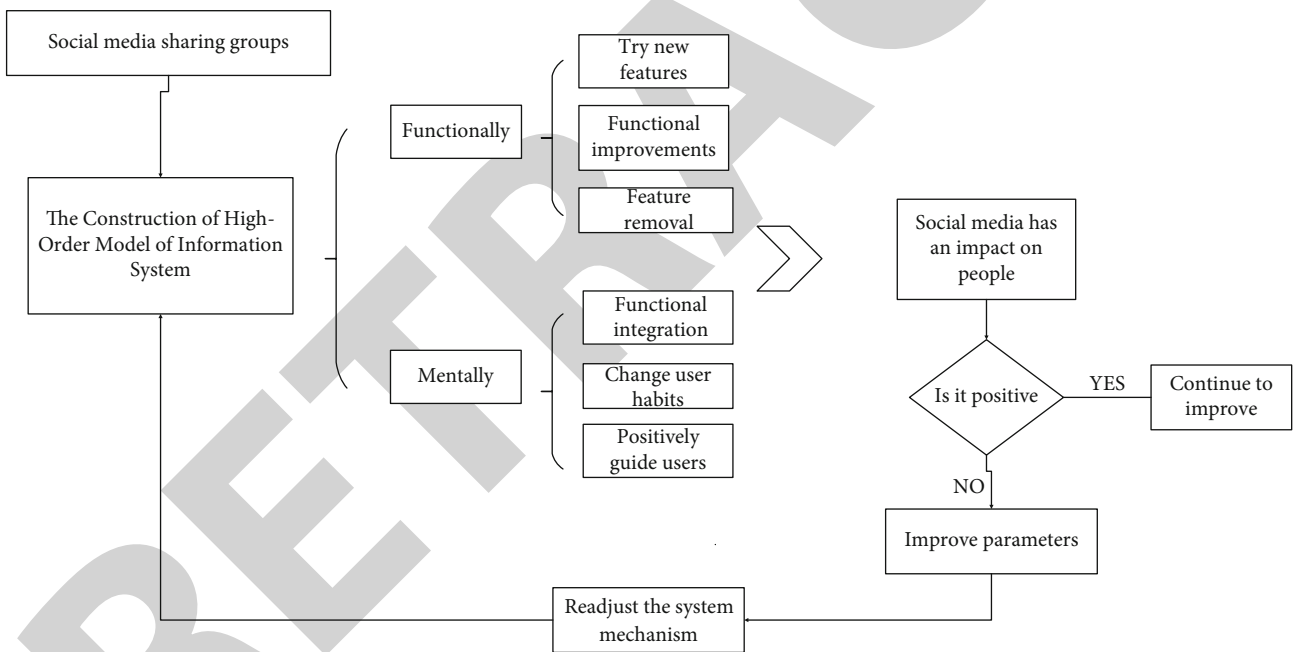 Social media sharing groups
The Construction of High-
Order Model of Information
System
Functionally
Mentally
Try new
features
Functional
improvements
Feature
removal
Functional
integration
Change user
habits
Positively
guide users
Social media has
an impact on
people
Is it positive
YES
Continue to
improve
NO
Improve parameters
Readjust the system
mechanism
RETRAC